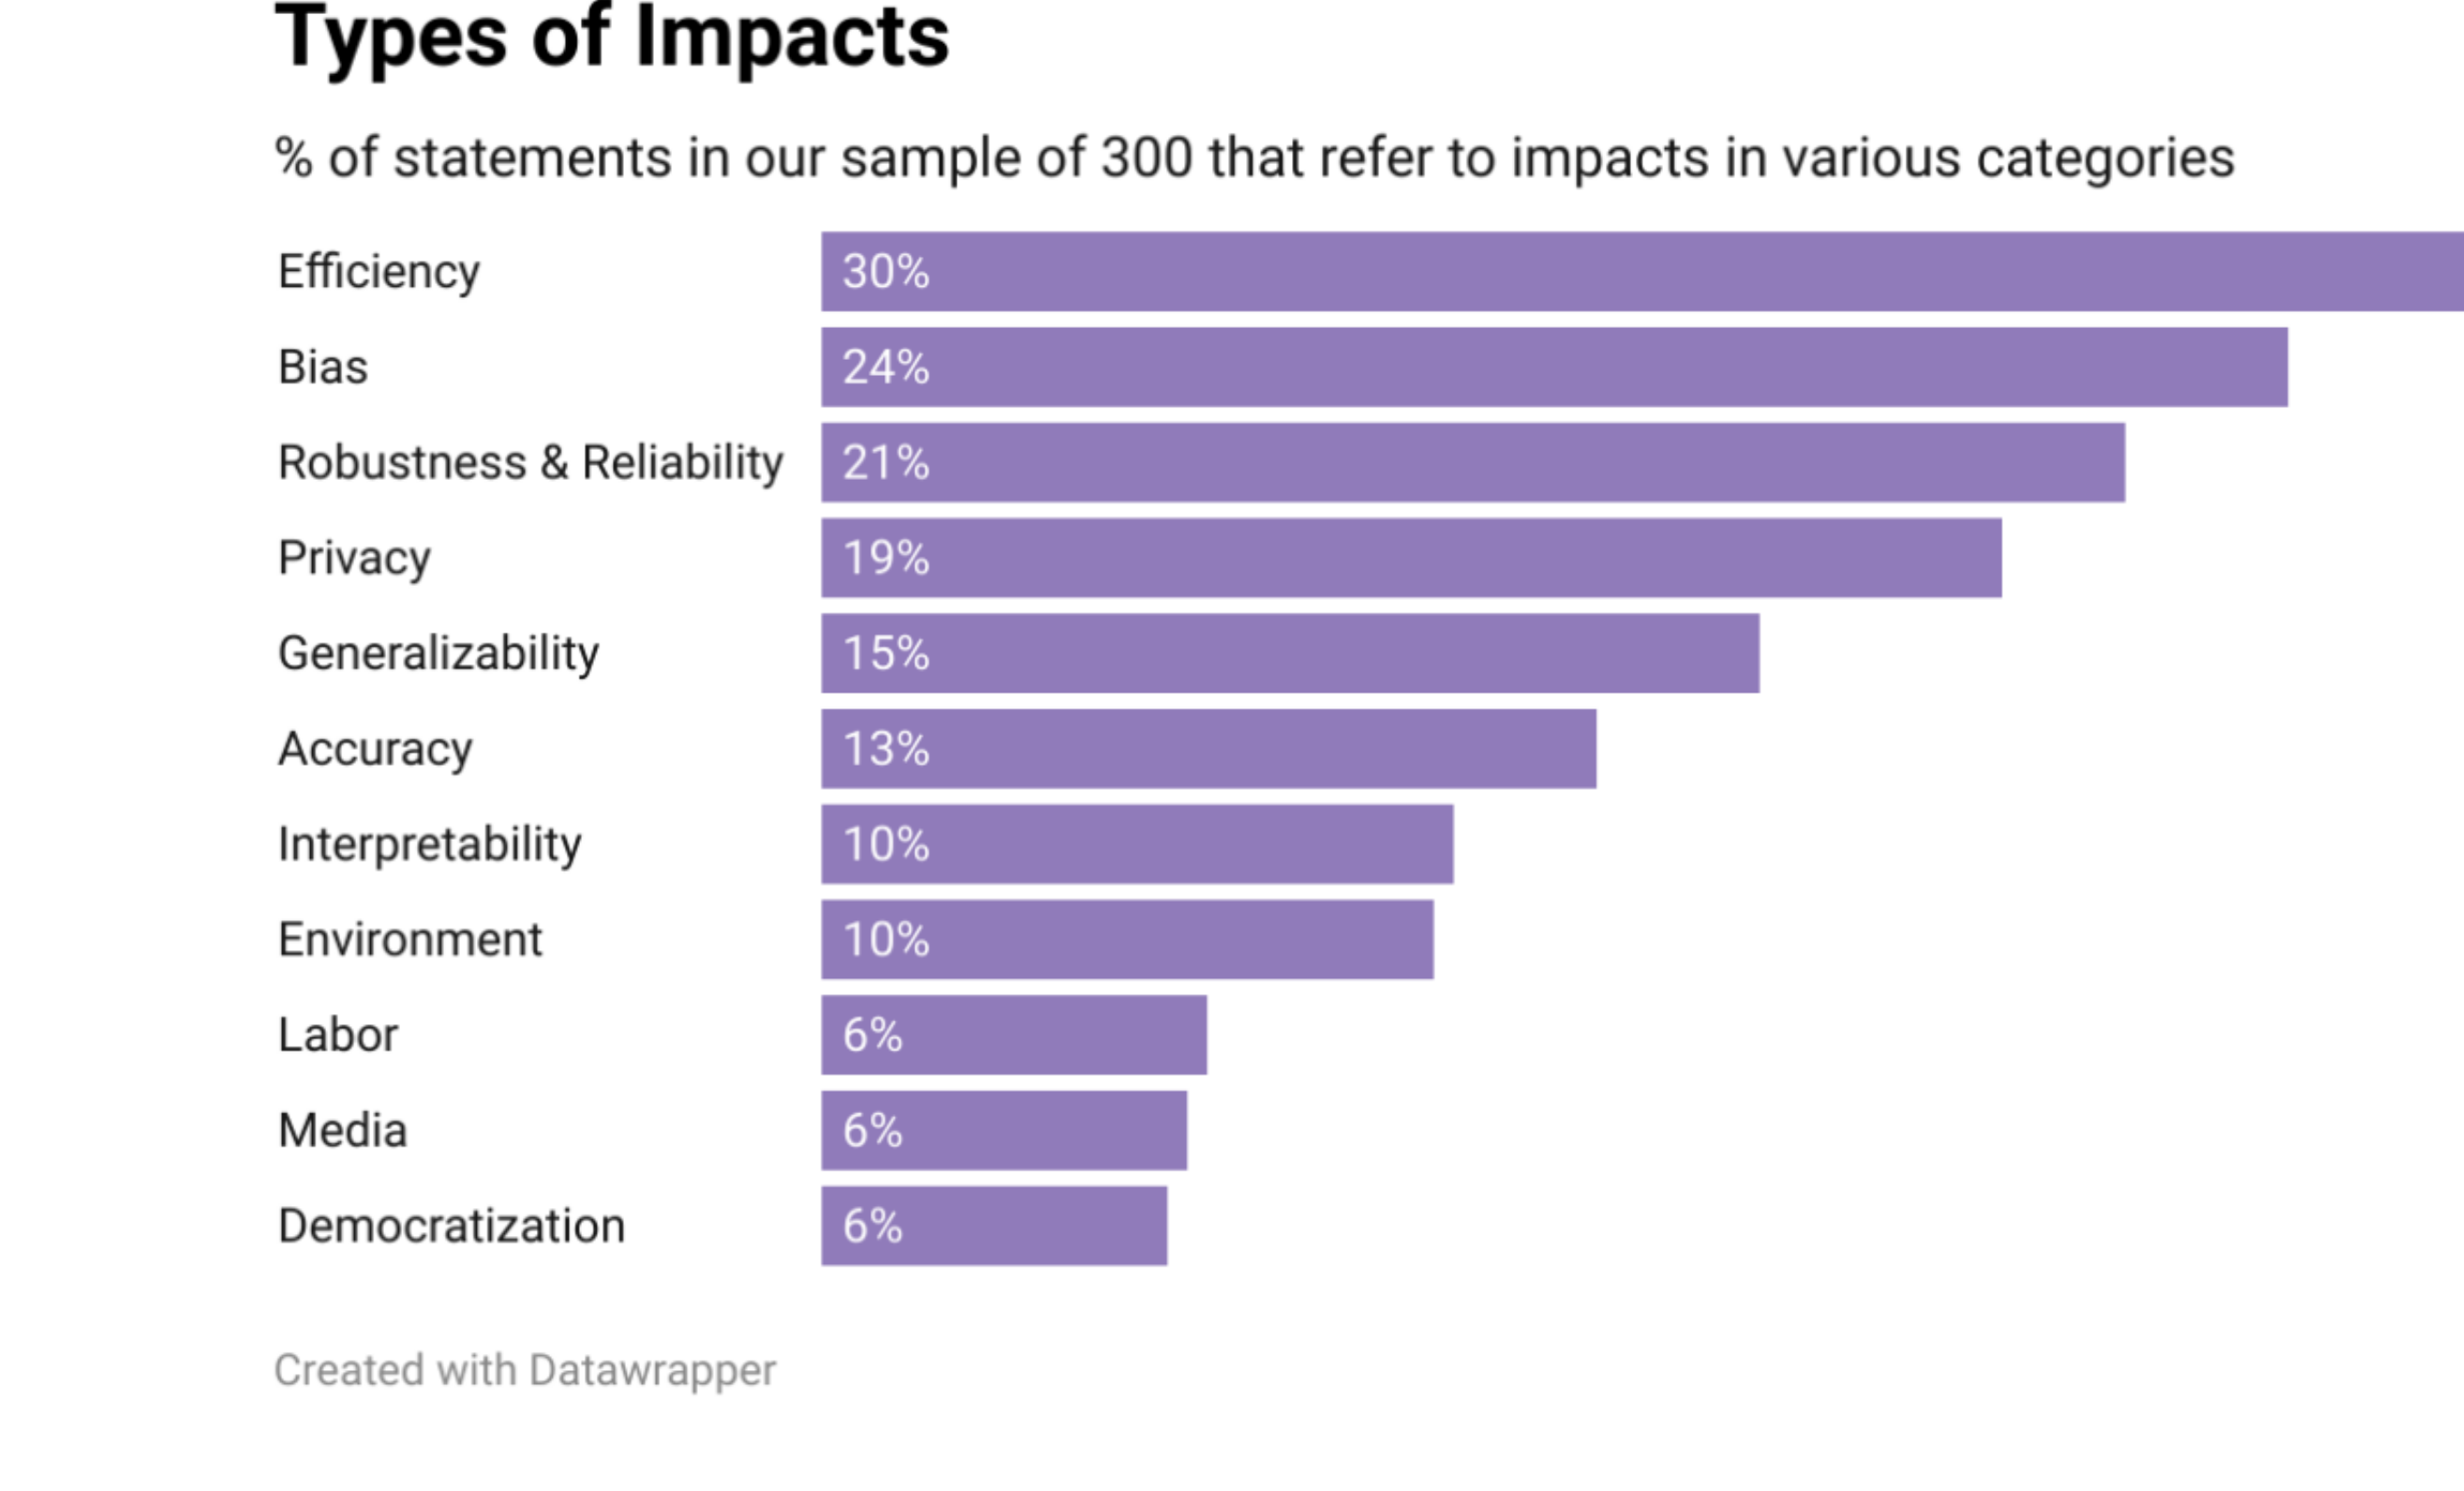 Types of Impacts
% of statements in our sample of 300 that refer to impacts in various categories
Efficiency 30%
Bias 24%
Robustness & Reliability 21%
Privacy 19%
Generalizability 15%
Accuracy 13%
Interpretability 10%
Environment 10%
Labor 6%
Media 6%
Democratization 6%
Created with Datawrapper